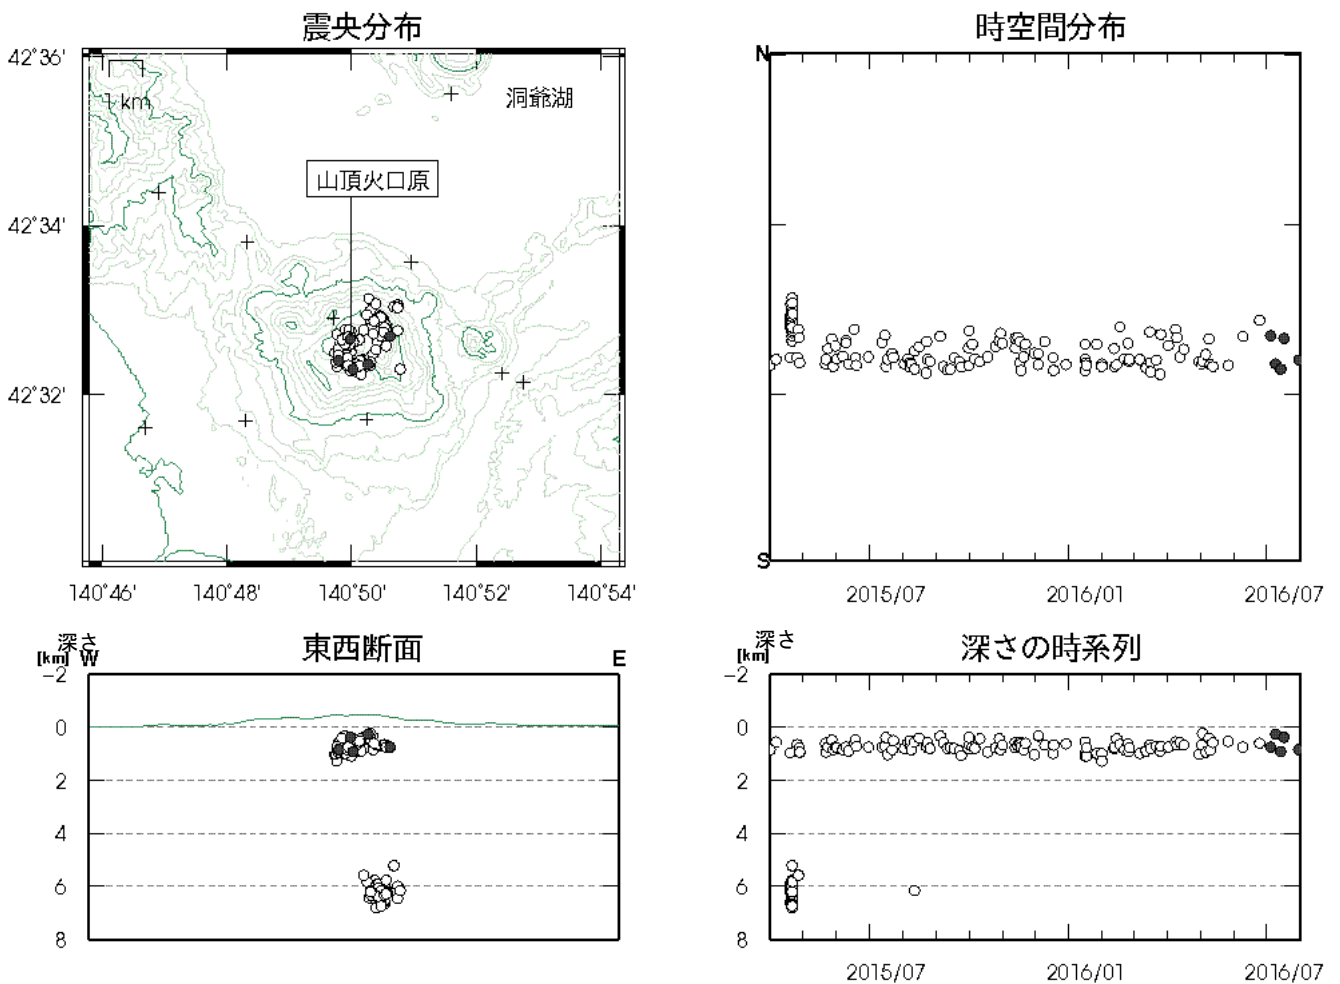 震央分布
42°36'
42°34'
42°32'
1 km
洞爺湖
山頂火口原
140°46'
140°48'
140°50'
140°52'
140°54'
時空間分布
N
S
2015/07
2016/01
2016/07
東西断面
深さ
[km]
W
E
-2
0
2
4
6
8
深さの時系列
深さ
[km]
-2
0
2
4
6
8
2015/07
2016/01
2016/07